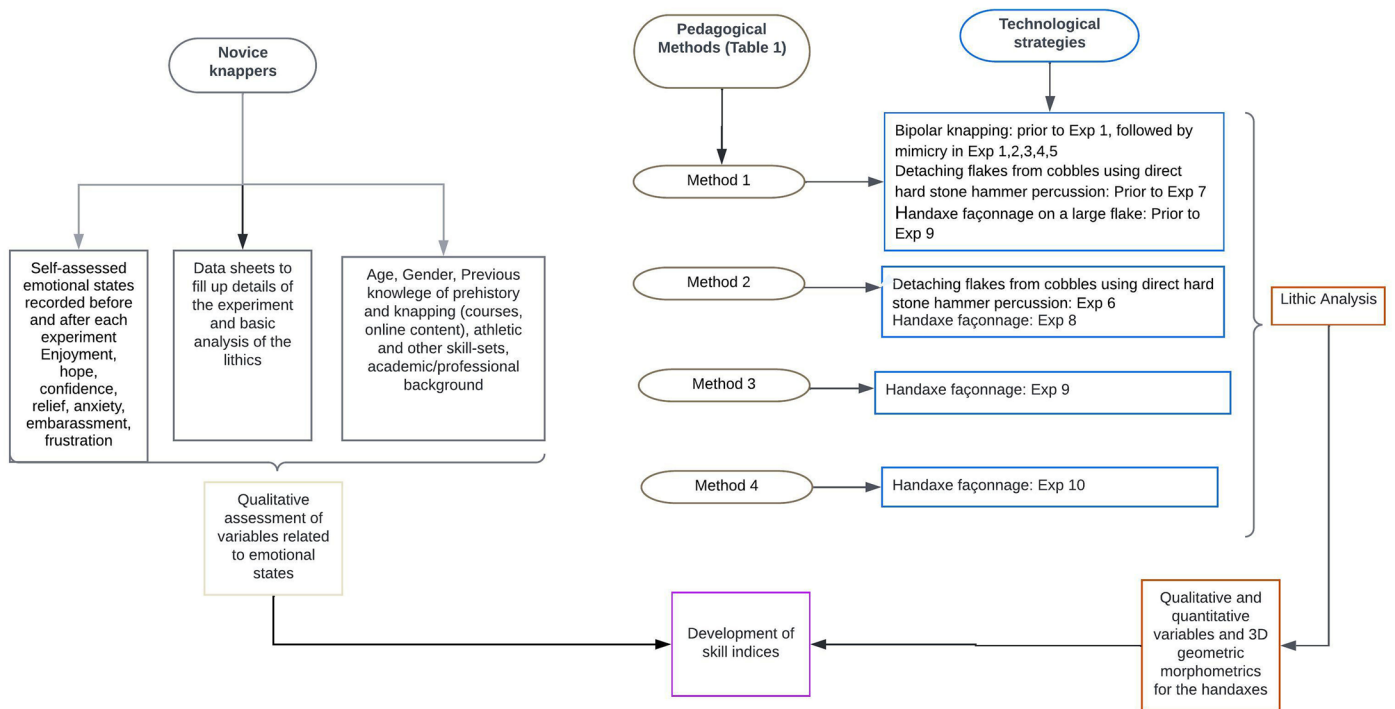 Novice
knappers
Self-assessed
emotional states
recorded before
and after each
experiment
Enjoyment,
hope,
confidence,
relief, anxiety,
embarassment,
frustration
Data sheets to
fill up details of
the experiment
and basic
analysis of the
lithics
Age, Gender, Previous
knowlege of prehistory
and knapping (courses,
online content), athletic
and other skill-sets,
academic/professional
background
Qualitative
assessment of
variables related
to emotional
states
Pedagogical
Methods (Table 1)
Technological
strategies
Method 1
Bipolar knapping: prior to Exp 1, followed by
mimicry in Exp 1,2,3,4,5
Detaching flakes from cobbles using direct
hard stone hammer percussion: Prior to Exp 7
Handaxe façonnage on a large flake: Prior to
Exp 9
Method 2
Detaching flakes from cobbles using direct hard
stone hammer percussion: Exp 6
Handaxe façonnage: Exp 8
Method 3
Handaxe façonnage: Exp 9
Method 4
Handaxe façonnage: Exp 10
Lithic Analysis
Qualitative and
quantitative
variables and 3D
geometric
morphometrics
for the handaxes
Development of
skill indices